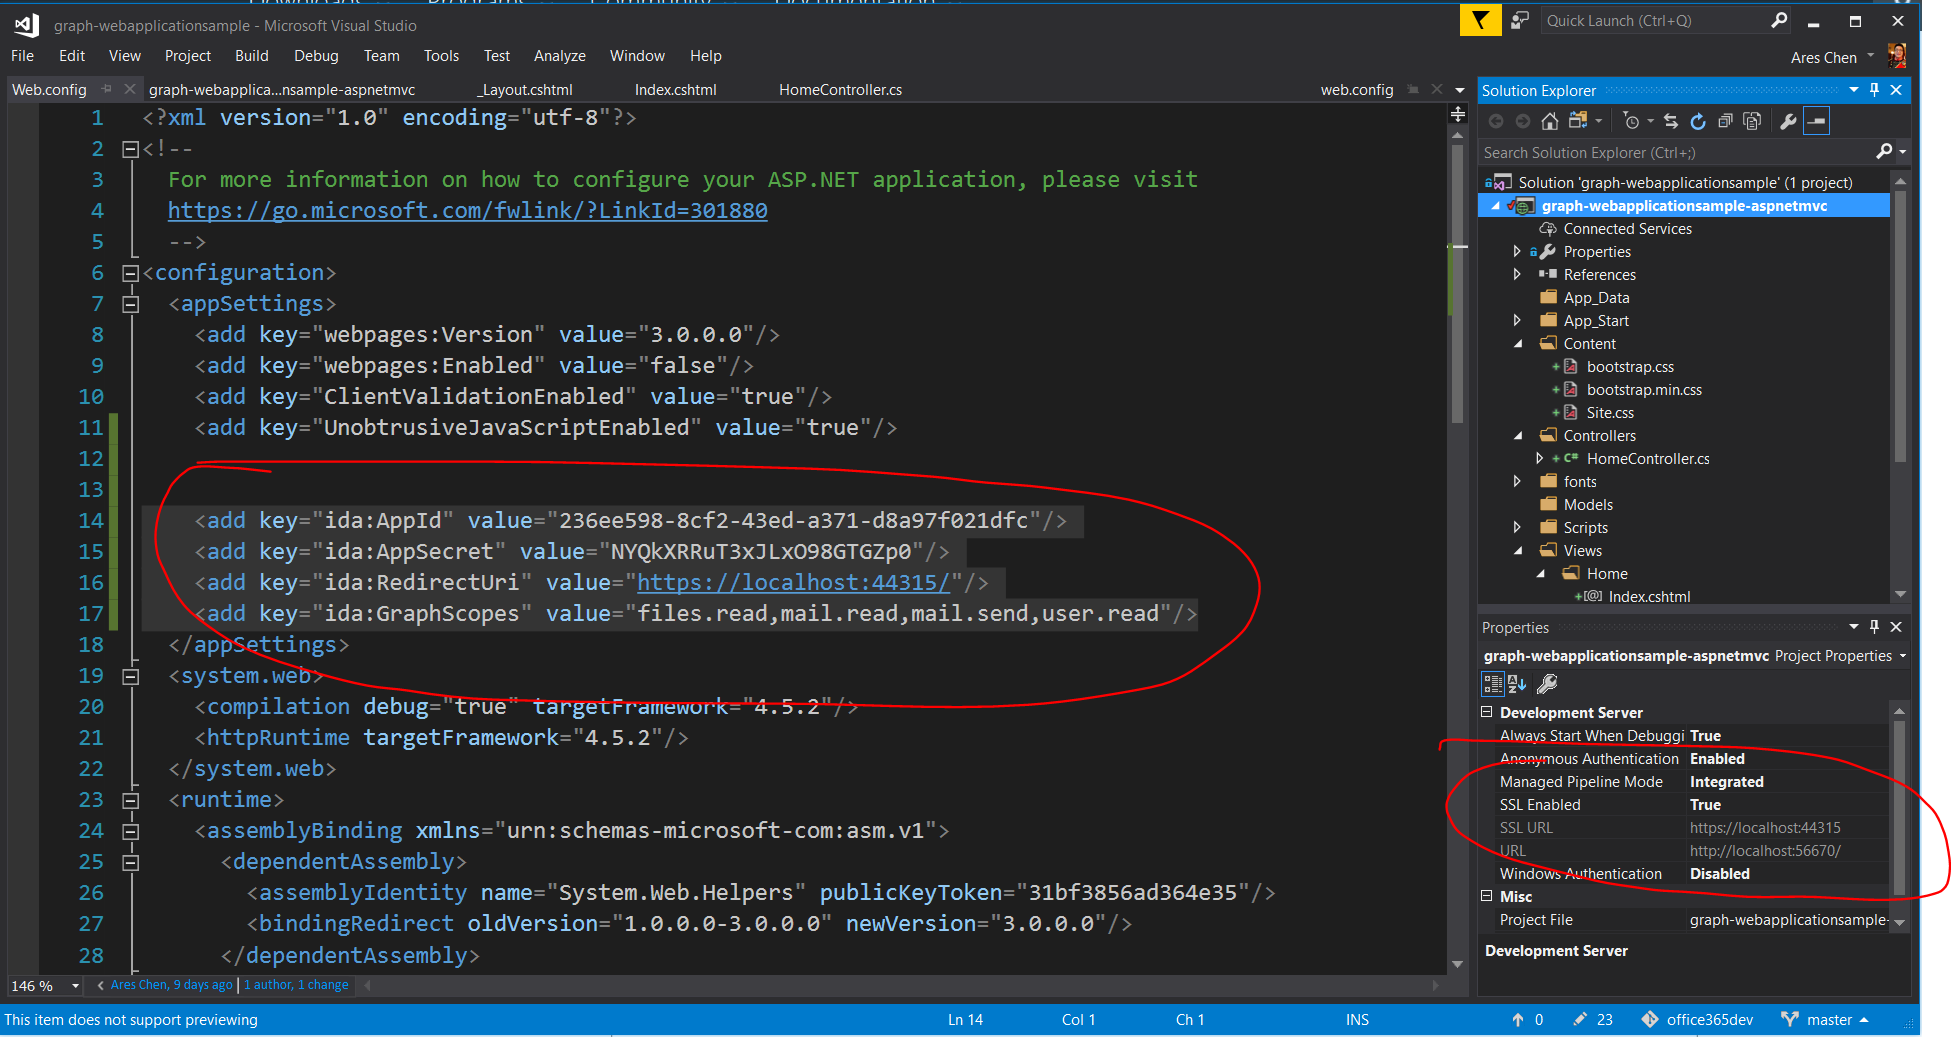 graph-webapplicationsample - Microsoft Visual Studio
Quick Launch (Ctrl+Q)
File Edit View Project Build Debug Team Tools Test Analyze Window Help
Ares Chen
Web.config graph-webapplica...nsample-aspnetmvc _Layout.cshtml Index.cshtml HomeController.cs web.config
1 <?xml version="1.0" encoding="utf-8"?>
2 <!--
3 For more information on how to configure your ASP.NET application, please visit
4 https://go.microsoft.com/fwlink/?LinkId=301880
5 -->
6 <configuration>
7 <appSettings>
8 <add key="webpages:Version" value="3.0.0.0"/>
9 <add key="webpages:Enabled" value="false"/>
10 <add key="ClientValidationEnabled" value="true"/>
11 <add key="UnobtrusiveJavaScriptEnabled" value="true"/>
12
13
14 <add key="ida:AppId" value="236ee598-8cf2-43ed-a371-d8a97f021dfc"/>
15 <add key="ida:AppSecret" value="NYQkXRRuT3xJLxO98GTGZp0"/>
16 <add key="ida:RedirectUri" value="https://localhost:44315/"/>
17 <add key="ida:GraphScopes" value="files.read,mail.read,mail.send,user.read"/>
18 </appSettings>
19 <system.web>
20 <compilation debug="true" targetFramework="4.5.2"/>
21 <httpRuntime targetFramework="4.5.2"/>
22 </system.web>
23 <runtime>
24 <assemblyBinding xmlns="urn:schemas-microsoft-com:asm.v1">
25 <dependentAssembly>
26 <assemblyIdentity name="System.Web.Helpers" publicKeyToken="31bf3856ad364e35"/>
27 <bindingRedirect oldVersion="1.0.0.0-3.0.0.0" newVersion="3.0.0.0"/>
28 </dependentAssembly>
146 % Ares Chen, 9 days ago | 1 author, 1 change
Solution Explorer
Search Solution Explorer (Ctrl+;)
Solution 'graph-webapplicationsample' (1 project)
graph-webapplicationsample-aspnetmvc
Connected Services
Properties
References
App_Data
App_Start
Content
bootstrap.css
bootstrap.min.css
Site.css
Controllers
C# HomeController.cs
fonts
Models
Scripts
Views
Home
Index.cshtml
Properties
graph-webapplicationsample-aspnetmvc Project Properties
Development Server
Always Start When Debuggi True
Anonymous Authentication Enabled
Managed Pipeline Mode Integrated
SSL Enabled True
SSL URL https://localhost:44315
URL http://localhost:56670/
Windows Authentication Disabled
Misc
Project File graph-webapplicationsample-
Development Server
This item does not support previewing Ln 14 Col 1 Ch 1 INS 0 23 office365dev master